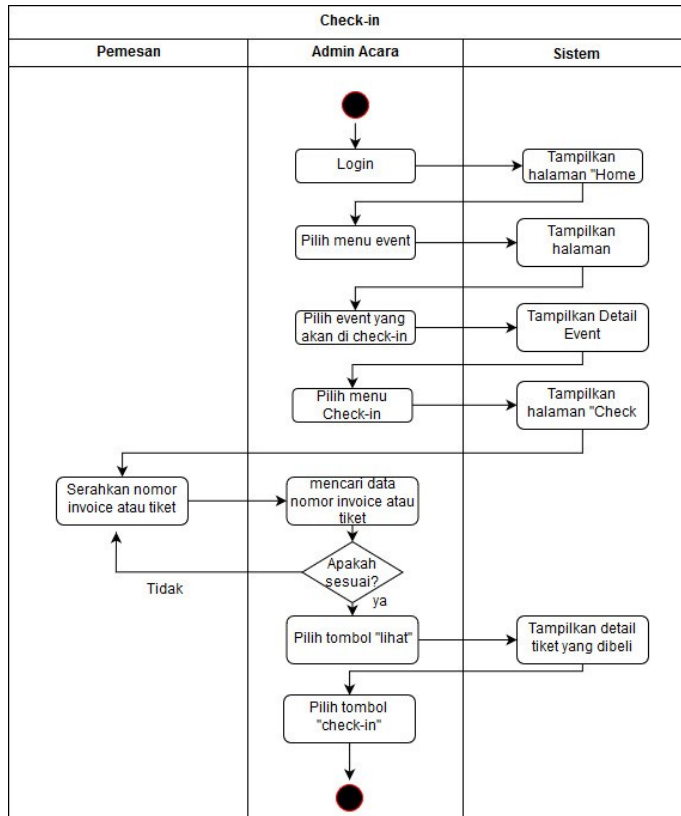 Check-in
Pemesan
Admin Acara
Sistem
Login
Tampilkan
halaman "Home
Pilih menu event
Tampilkan
halaman
Pilih event yang
akan di check-in
Tampilkan Detail
Event
Pilih menu
Check-in
Tampilkan
halaman "Check
Serahkan nomor
invoice atau tiket
mencari data
nomor invoice atau
tiket
Apakah
sesuai?
Tidak
ya
Pilih tombol "lihat"
Tampilkan detail
tiket yang dibeli
Pilih tombol
"check-in"